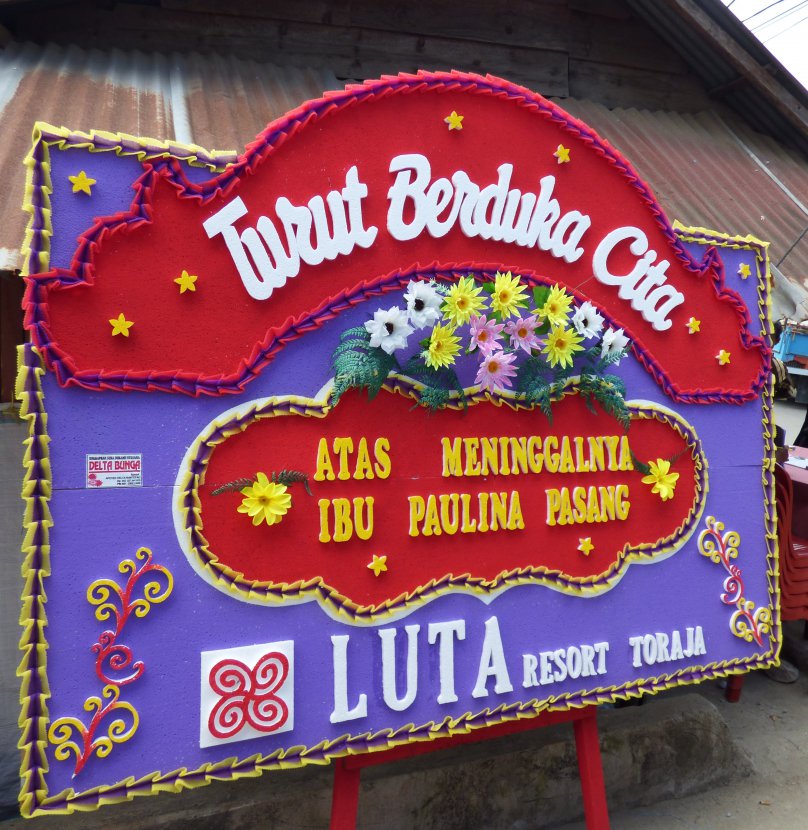 Turut Berduka Cita
ATAS MENINGGALNYA
IBU PAULINA PASANG
DELTA BUNGA
LUTA RESORT TORAJA